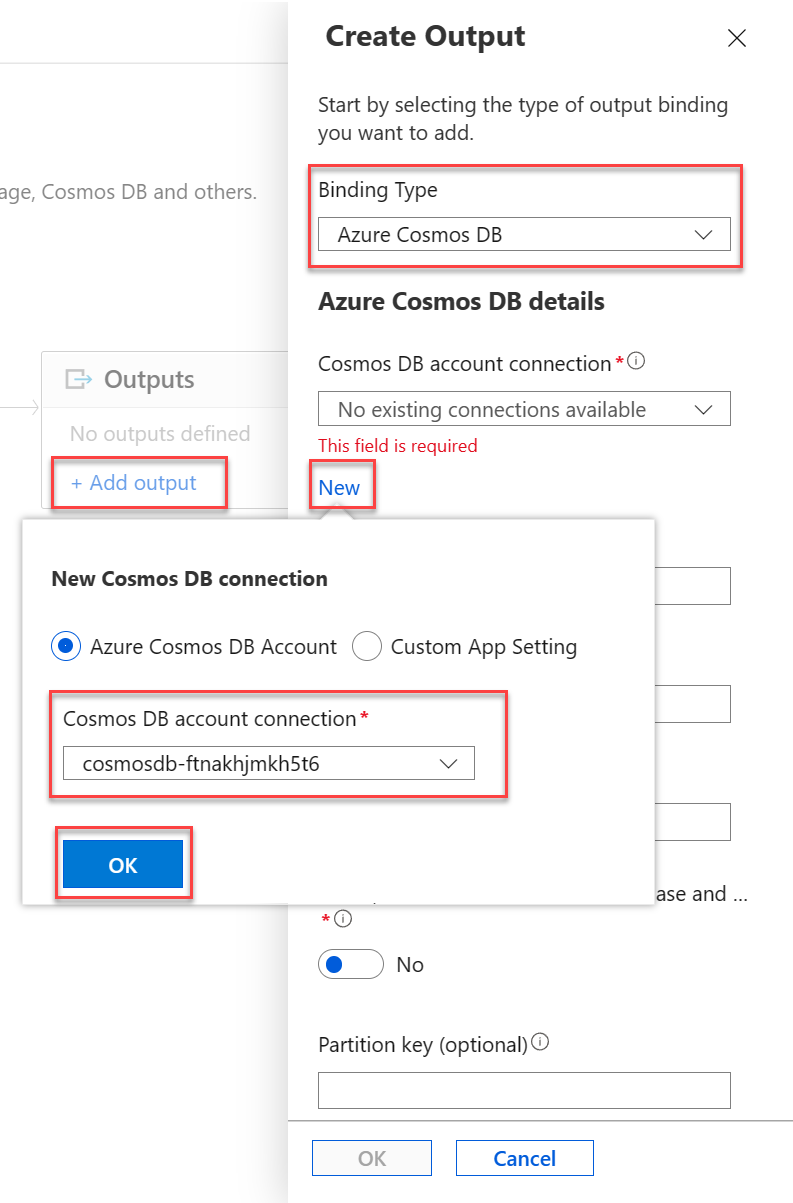 Create Output
Start by selecting the type of output binding
you want to add.
age, Cosmos DB and others.
Binding Type
Azure Cosmos DB
Azure Cosmos DB details
Cosmos DB account connection *
No existing connections available
This field is required
New
Outputs
No outputs defined
+ Add output
New Cosmos DB connection
Azure Cosmos DB Account
Custom App Setting
Cosmos DB account connection *
cosmosdb-ftnakhjmkh5t6
OK
ase and ...
*
No
Partition key (optional)
OK
Cancel